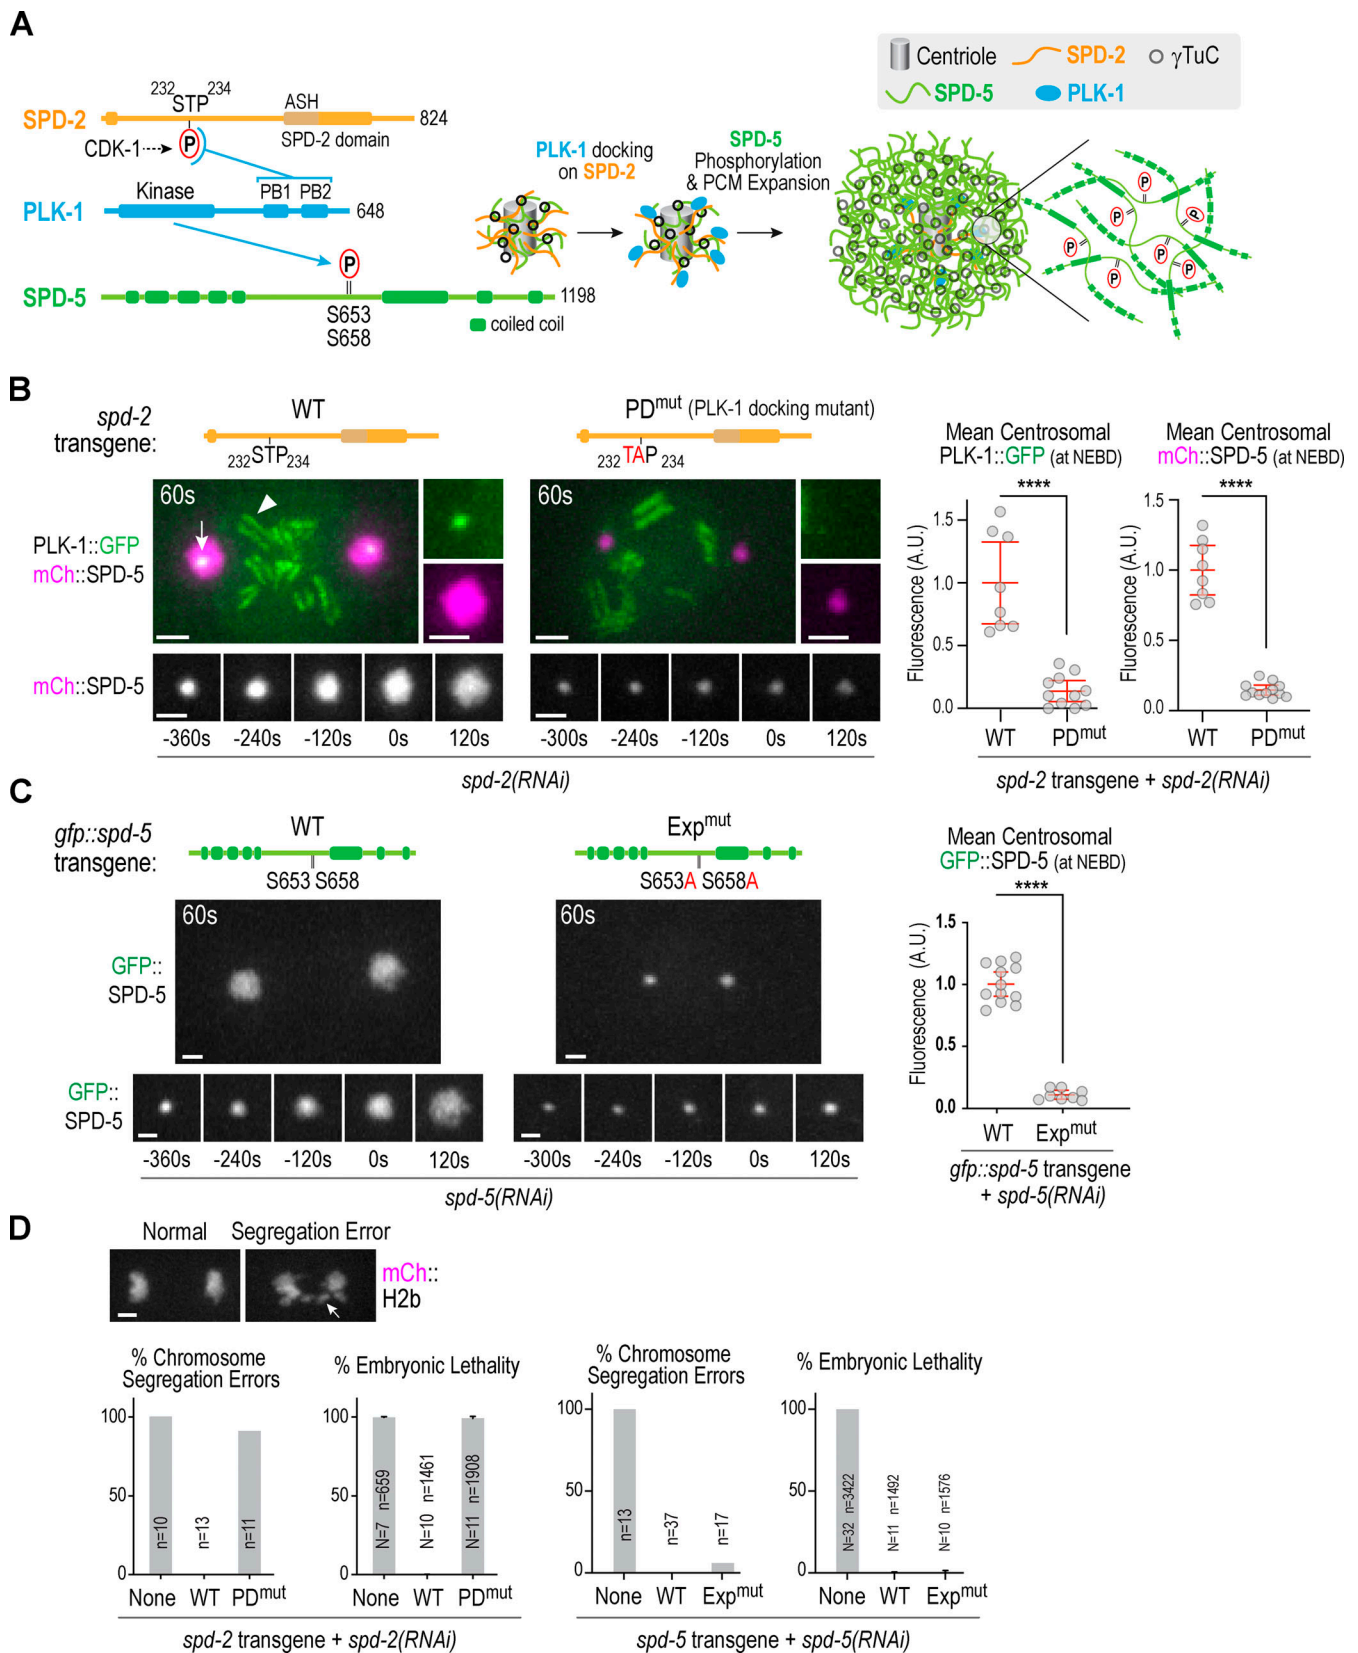 A
232 STP 234
ASH
SPD-2
824
SPD-2 domain
P
CDK-1
Kinase
PB1 PB2
PLK-1
648
P
SPD-5
1198
S653
S658
coiled coil
PLK-1 docking
on SPD-2
SPD-5
Phosphorylation
& PCM Expansion
Centriole SPD-2 γTuC
SPD-5 PLK-1
P
P
P
P
P
P
P
B
spd-2
transgene:
WT
232STP234
PDmut (PLK-1 docking mutant)
232 TAP 234
PLK-1::GFP
mCh::SPD-5
60s
60s
mCh::SPD-5
-360s -240s -120s 0s 120s
-300s -240s -120s 0s 120s
spd-2(RNAi)
Mean Centrosomal
PLK-1::GFP (at NEBD)
****
Fluorescence (A.U.)
1.5
1.0
0.5
0.0
WT PDmut
Mean Centrosomal
mCh::SPD-5 (at NEBD)
****
Fluorescence (A.U.)
1.5
1.0
0.5
0.0
WT PDmut
spd-2 transgene + spd-2(RNAi)
C
gfp::spd-5
transgene:
WT
S653 S658
Expmut
S653A S658A
60s
60s
GFP::
SPD-5
GFP::
SPD-5
-360s -240s -120s 0s 120s
-300s -240s -120s 0s 120s
spd-5(RNAi)
Mean Centrosomal
GFP::SPD-5 (at NEBD)
****
Fluorescence (A.U.)
1.5
1.0
0.5
0.0
WT Expmut
gfp::spd-5 transgene
+ spd-5(RNAi)
D
Normal Segregation Error
mCh::
H2b
% Chromosome
Segregation Errors
100
50
0
n=10
n=13
n=11
None WT PDmut
% Embryonic Lethality
100
50
0
N=7 n=659
N=10 n=1461
N=11 n=1908
None WT PDmut
spd-2 transgene + spd-2(RNAi)
% Chromosome
Segregation Errors
100
50
0
n=13
n=37
n=17
None WT Expmut
% Embryonic Lethality
100
50
0
N=32 n=3422
N=11 n=1492
N=10 n=1576
None WT Expmut
spd-5 transgene + spd-5(RNAi)